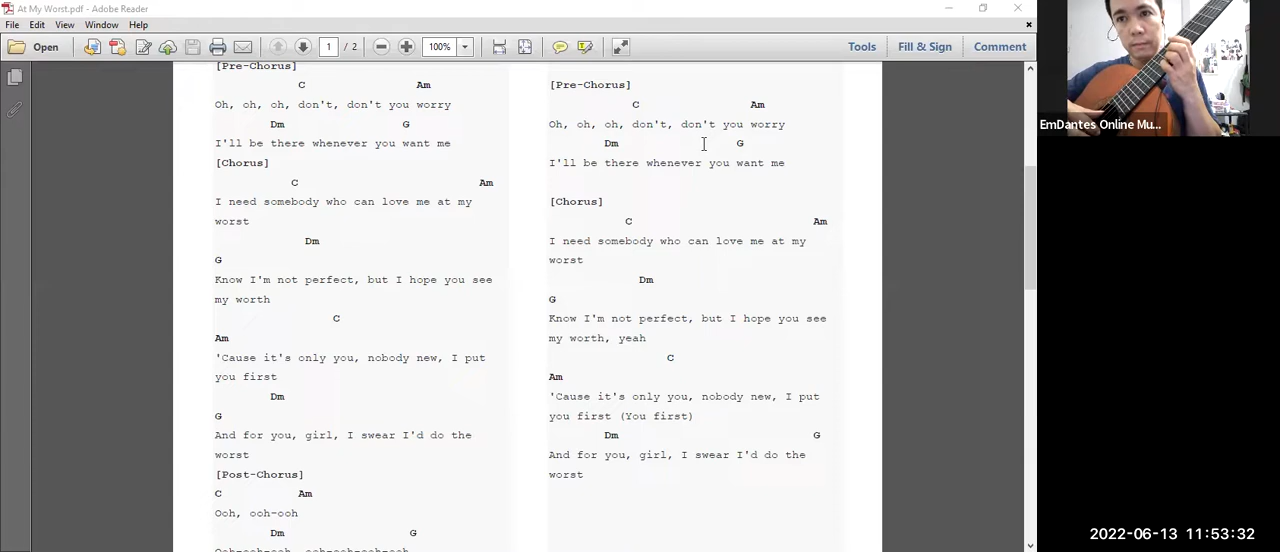 At My Worst.pdf - Adobe Reader
File Edit View Window Help
Open
1 / 2
100%
Tools Fill & Sign Comment
[Pre-Chorus]
C Am
Oh, oh, oh, don't, don't you worry
Dm G
I'll be there whenever you want me
[Chorus]
C Am
I need somebody who can love me at my
worst
Dm
G
Know I'm not perfect, but I hope you see
my worth
C
Am
'Cause it's only you, nobody new, I put
you first
Dm
G
And for you, girl, I swear I'd do the
worst
[Post-Chorus]
C Am
Ooh, ooh-ooh
Dm G
Ooh-ooh-ooh, ooh-ooh-ooh-ooh
[Pre-Chorus]
C Am
Oh, oh, oh, don't, don't you worry
Dm G
I'll be there whenever you want me
[Chorus]
C Am
I need somebody who can love me at my
worst
Dm
G
Know I'm not perfect, but I hope you see
my worth, yeah
C
Am
'Cause it's only you, nobody new, I put
you first (You first)
Dm G
And for you, girl, I swear I'd do the
worst
EmDantes Online Mu...
2022-06-13 11:53:32